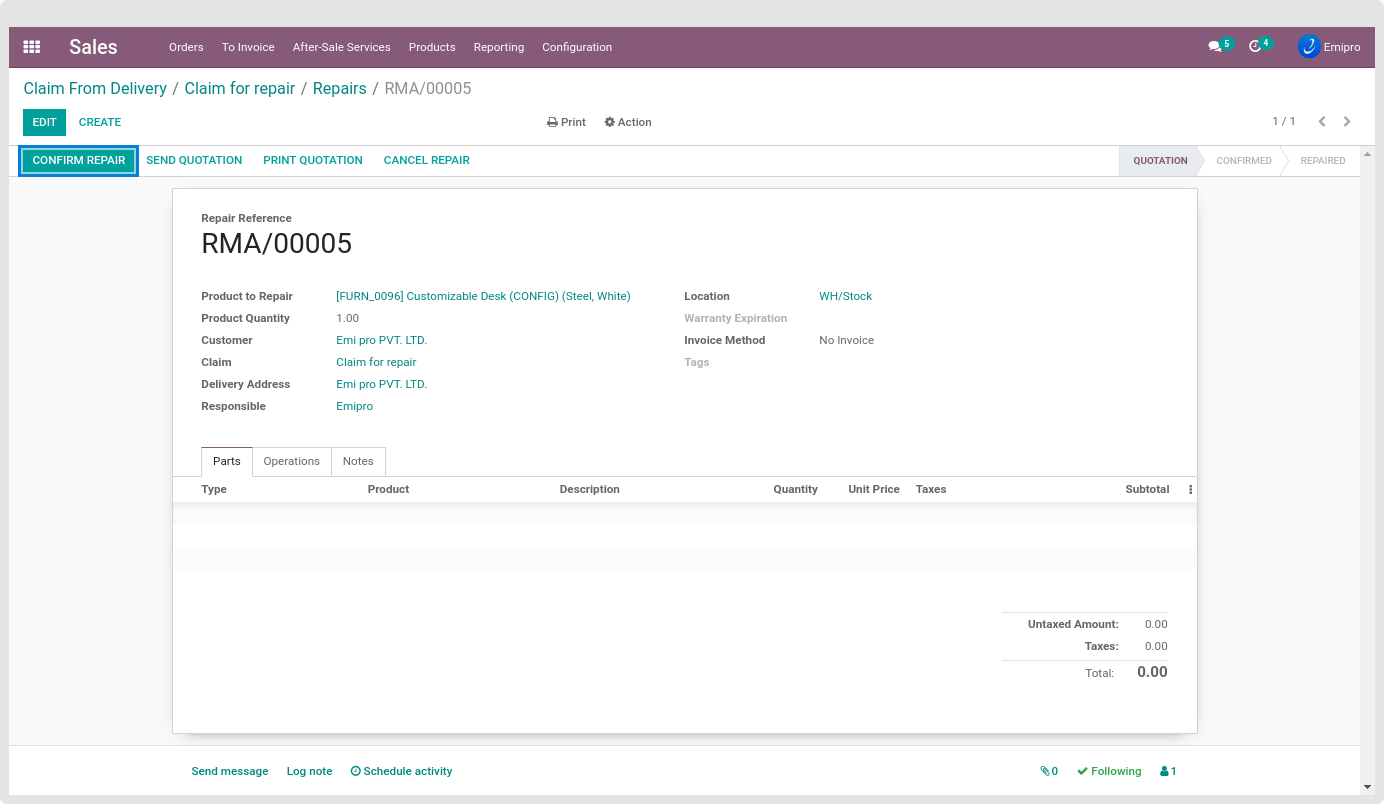 Sales Orders To Invoice After-Sale Services Products Reporting Configuration 5 4 Emipro
Claim From Delivery / Claim for repair / Repairs / RMA/00005
EDIT CREATE Print Action 1 / 1
CONFIRM REPAIR SEND QUOTATION PRINT QUOTATION CANCEL REPAIR QUOTATION CONFIRMED REPAIRED
Repair Reference
RMA/00005
Product to Repair [FURN_0096] Customizable Desk (CONFIG) (Steel, White) Location WH/Stock
Product Quantity 1.00 Warranty Expiration
Customer Emi pro PVT. LTD. Invoice Method No Invoice
Claim Claim for repair Tags
Delivery Address Emi pro PVT. LTD.
Responsible Emipro
Parts Operations Notes
Type Product Description Quantity Unit Price Taxes Subtotal
Untaxed Amount: 0.00
Taxes: 0.00
Total: 0.00
Send message Log note Schedule activity 0 Following 1